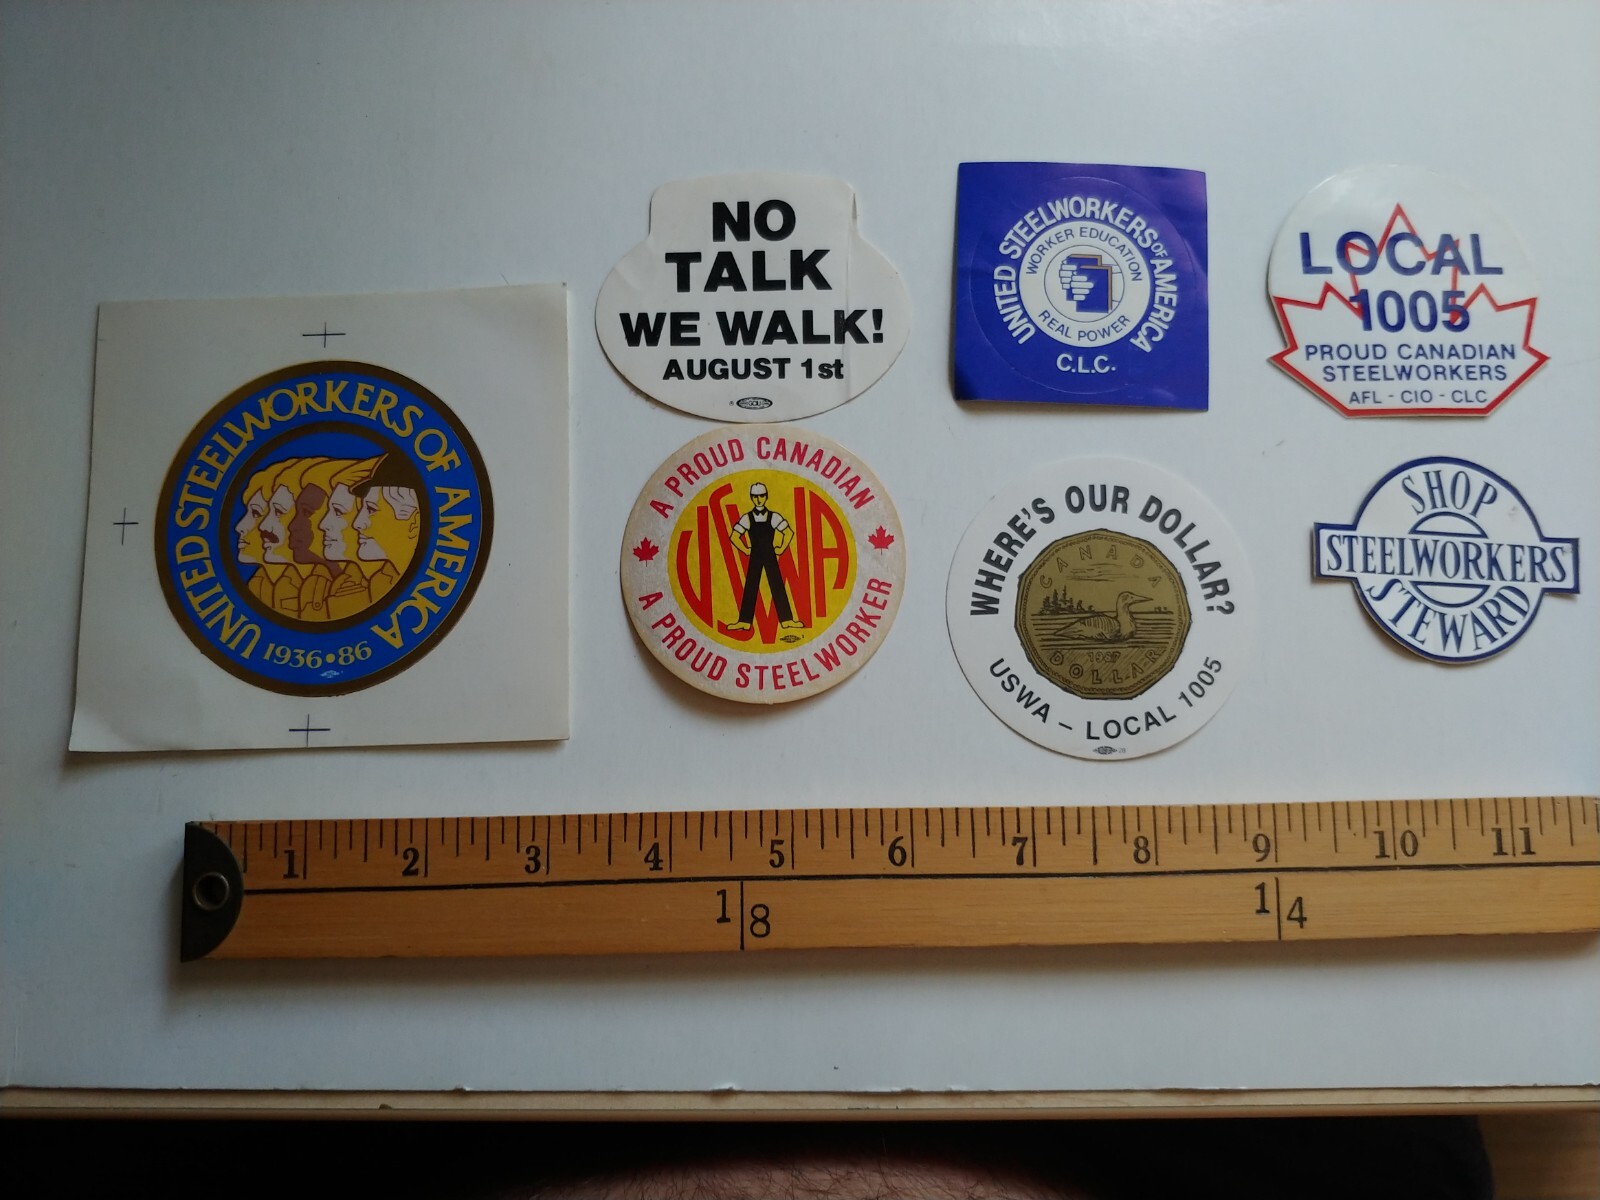 UNITED STEELWORKERS OF AMERICA
1936•86
NO
TALK
WE WALK!
AUGUST 1st
UNITED STEELWORKERS OF AMERICA
WORKER EDUCATION
REAL POWER
C.L.C.
LOCAL
1005
PROUD CANADIAN
STEELWORKERS
AFL - CIO - CLC
A PROUD CANADIAN
USWA
A PROUD STEELWORKER
WHERE'S OUR DOLLAR?
CANADA
1987
DOLLAR
USWA - LOCAL 1005
SHOP
STEELWORKERS
STEWARD
1 2 3 4 5 6 7 8 9 10 11
1 8 1 4